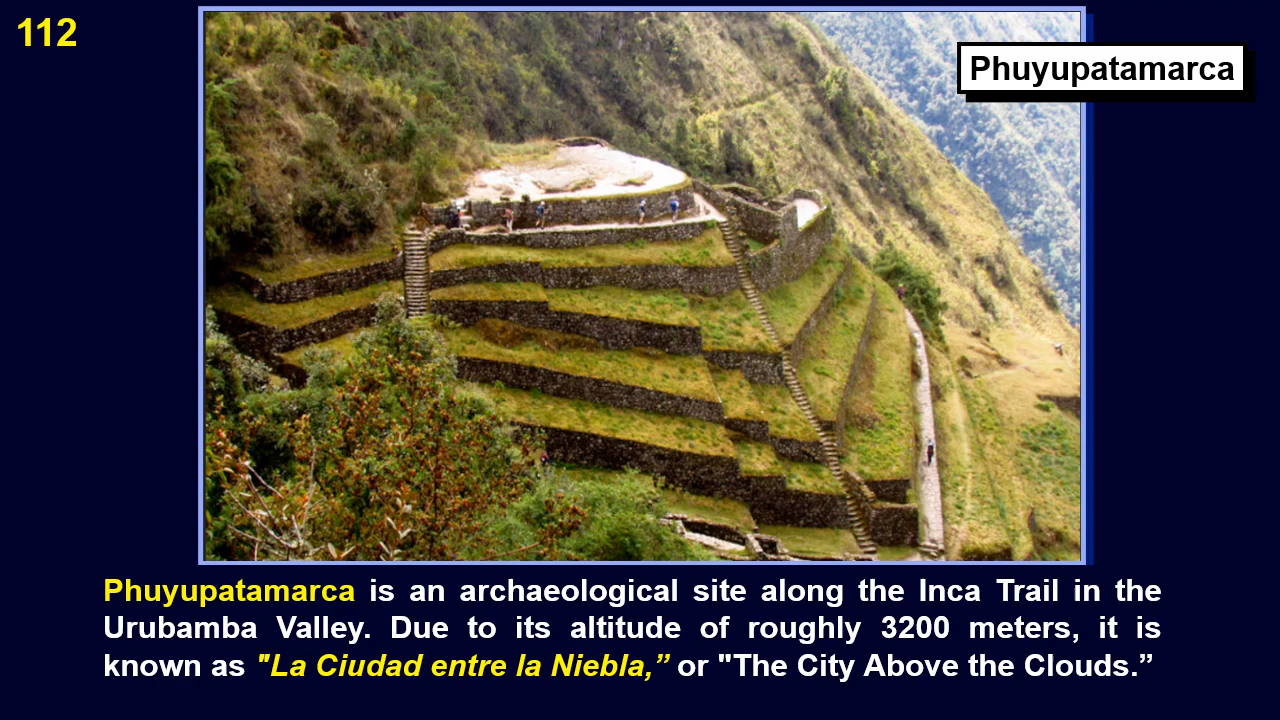 112
Phuyupatamarca
Phuyupatamarca is an archaeological site along the Inca Trail in the
Urubamba Valley. Due to its altitude of roughly 3200 meters, it is
known as "La Ciudad entre la Niebla,” or "The City Above the Clouds.”